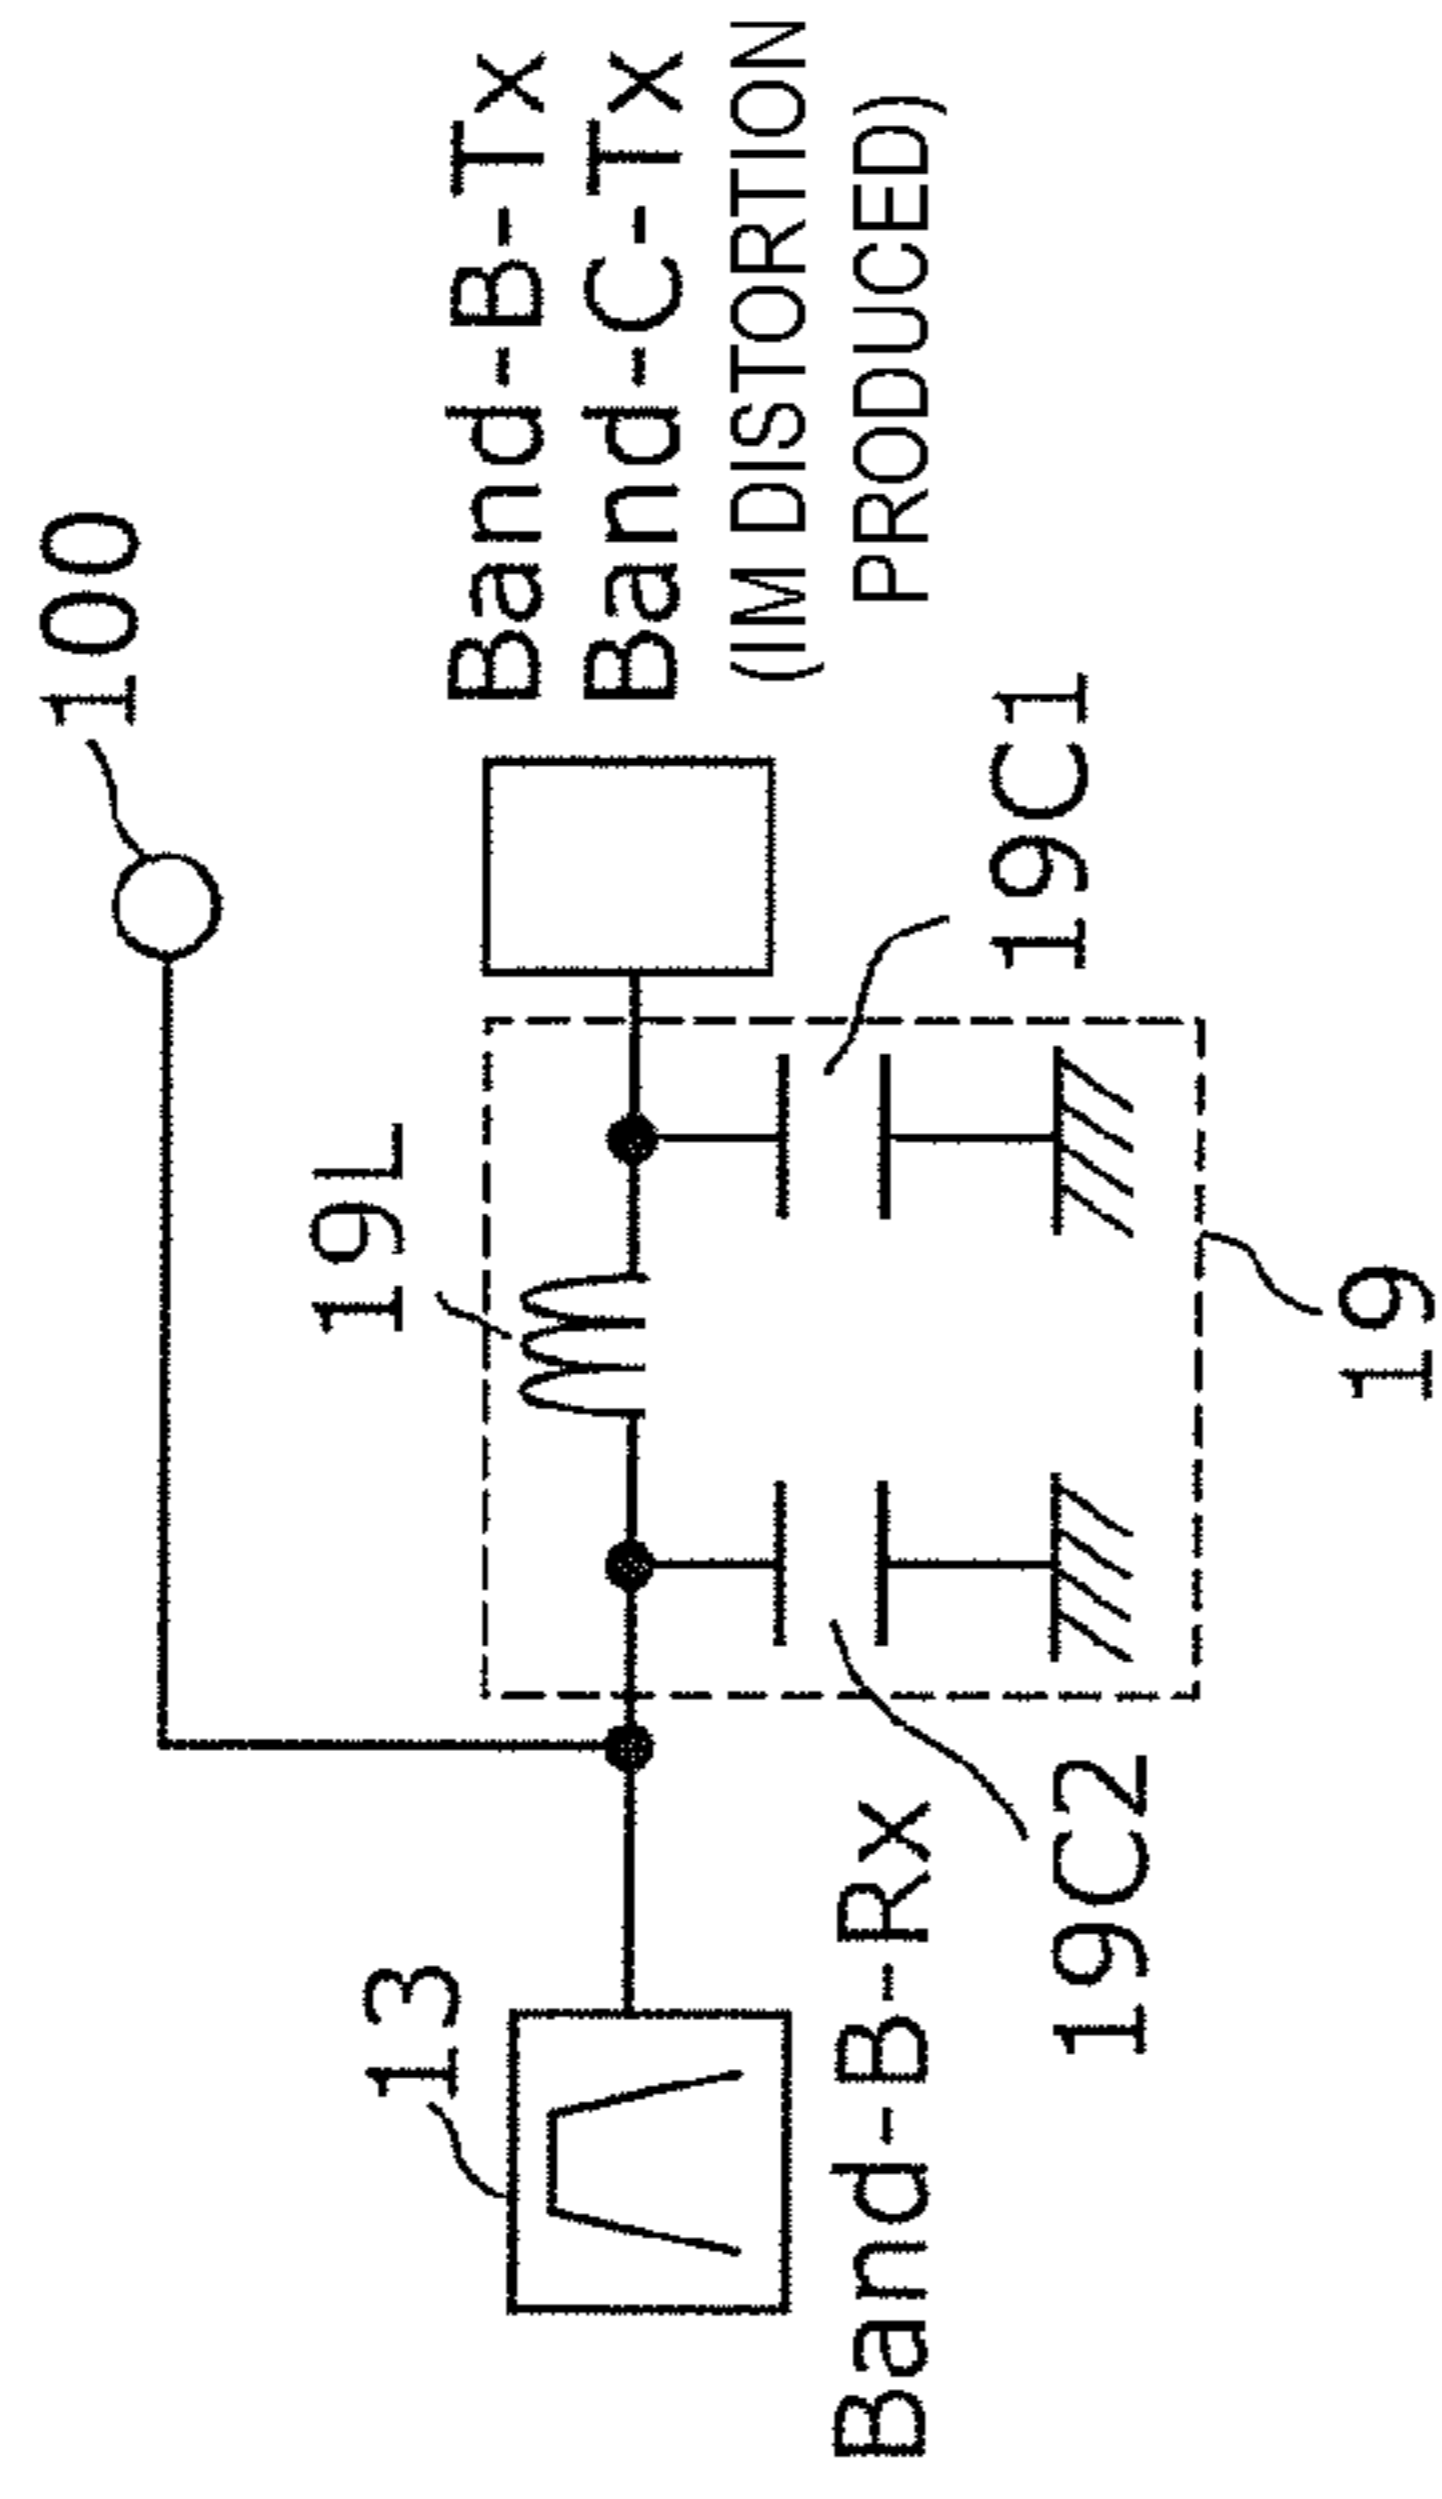 100
19L
13
Band-B-Tx
Band-C-Tx
(IM DISTORTION
PRODUCED)
Band-B-Rx
19C1
19C2
19